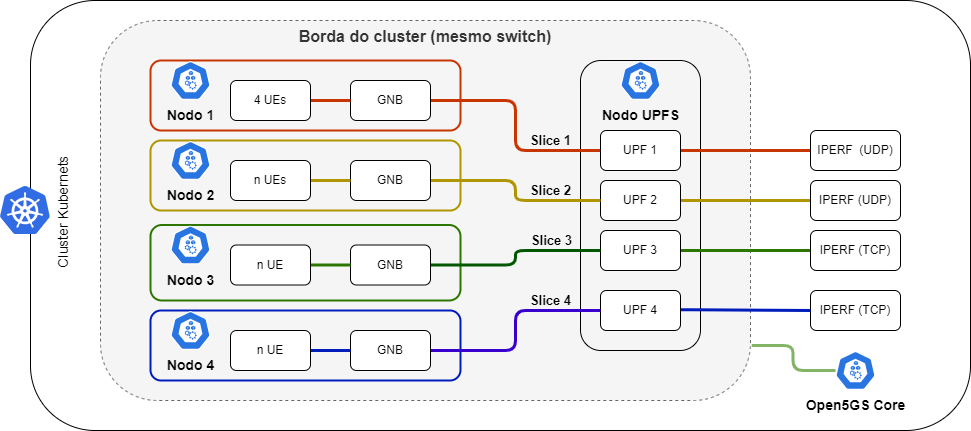 Borda do cluster (mesmo switch)
Cluster Kubernets
Nodo 1
4 UEs
GNB
Nodo UPFS
Slice 1
UPF 1
IPERF (UDP)
Nodo 2
n UEs
GNB
Slice 2
UPF 2
IPERF (UDP)
Nodo 3
n UE
GNB
Slice 3
UPF 3
IPERF (TCP)
Nodo 4
n UE
GNB
Slice 4
UPF 4
IPERF (TCP)
Open5GS Core